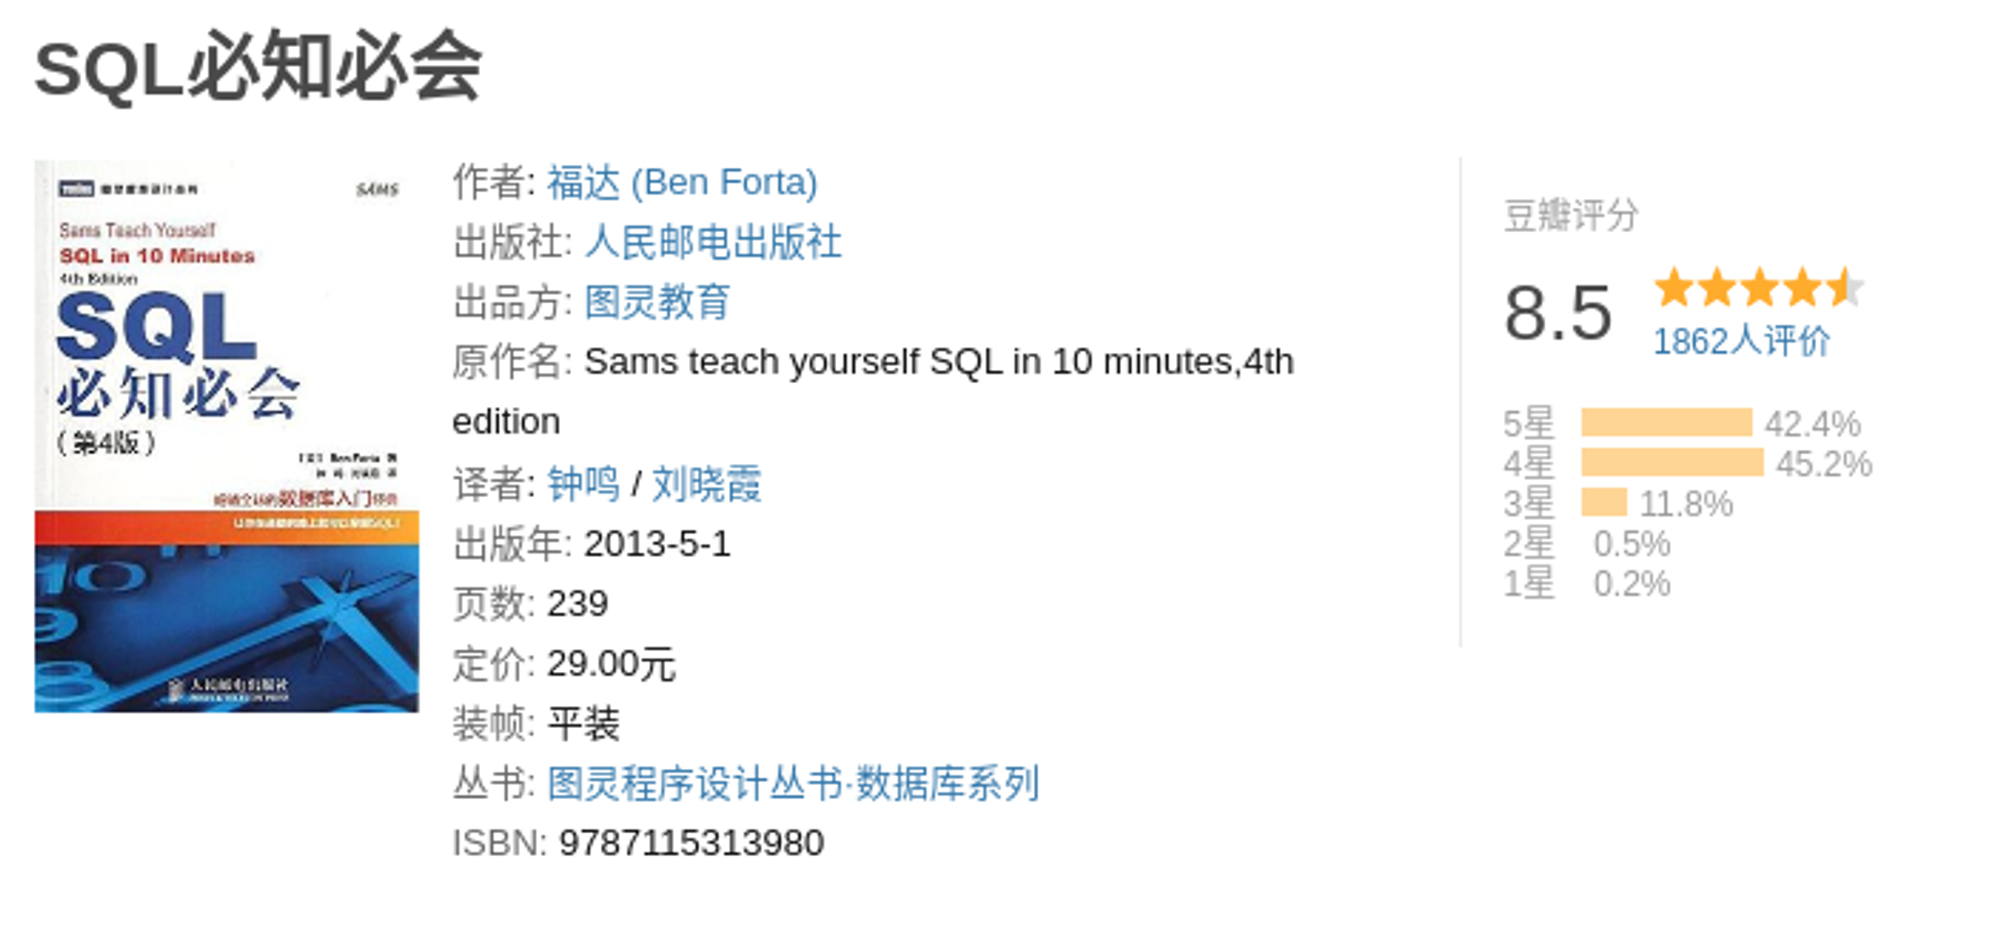 SQL必知必会
SAMS
Sams Teach Yourself
SQL in 10 Minutes
4th Edition
SQL
必知必会
（第4版）
数据库入门
人民邮电出版社
作者: 福达 (Ben Forta)
出版社: 人民邮电出版社
出品方: 图灵教育
原作名: Sams teach yourself SQL in 10 minutes,4th
edition
译者: 钟鸣 / 刘晓霞
出版年: 2013-5-1
页数: 239
定价: 29.00元
装帧: 平装
丛书: 图灵程序设计丛书·数据库系列
ISBN: 9787115313980
豆瓣评分
8.5
1862人评价
5星 42.4%
4星 45.2%
3星 11.8%
2星 0.5%
1星 0.2%